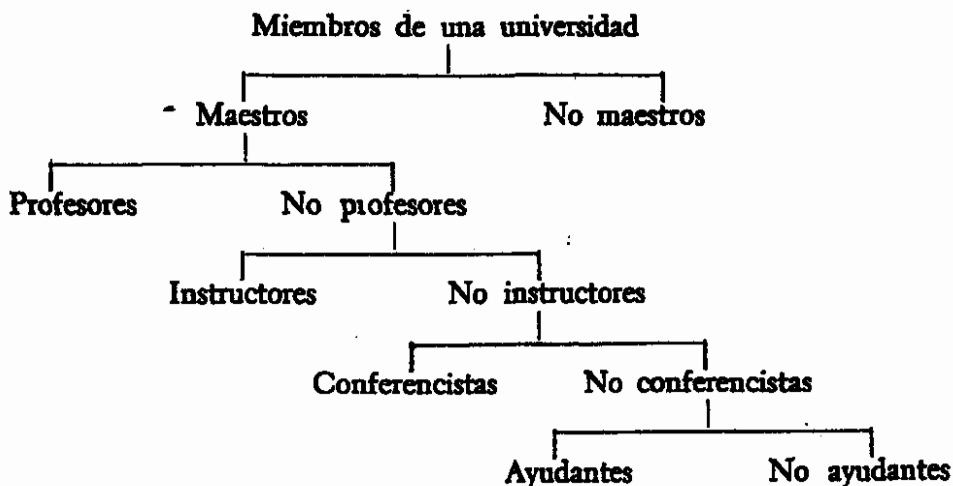 Miembros de una universidad
Maestros No maestros
Profesores No profesores
Instructores No instructores
Conferencistas No conferencistas
Ayudantes No ayudantes